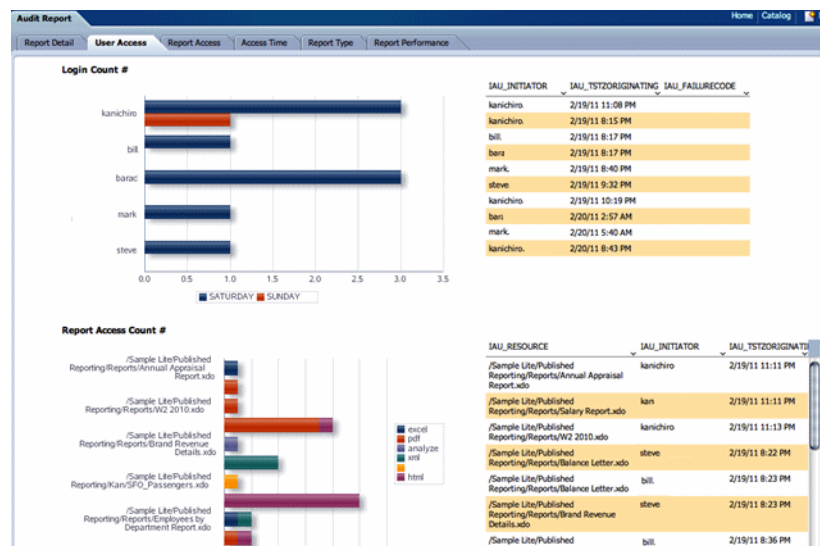 Audit Report
Home Catalog
Report Detail User Access Report Access Access Time Report Type Report Performance
Login Count #
kanichiro
bill
barac
mark
steve
0.0 0.5 1.0 1.5 2.0 2.5 3.0 3.5
SATURDAY SUNDAY
IAU_INITIATOR IAU_TSTZORIGINATING IAU_FAILURECODE
kanichiro. 2/19/11 11:08 PM
kanichiro. 2/19/11 8:15 PM
bill. 2/19/11 8:17 PM
bara 2/19/11 8:17 PM
mark. 2/19/11 8:40 PM
steve 2/19/11 9:32 PM
kanichiro. 2/19/11 10:19 PM
bara 2/20/11 2:57 AM
mark. 2/20/11 5:40 AM
kanichiro. 2/20/11 8:43 PM
Report Access Count #
/Sample Lite/Published
Reporting/Reports/Annual Appraisal
Report.xdo
/Sample Lite/Published
Reporting/Reports/W2 2010.xdo
/Sample Lite/Published
Reporting/Reports/Brand Revenue
Details.xdo
/Sample Lite/Published
Reporting/Kan/SFO_Passengers.xdo
/Sample Lite/Published
Reporting/Reports/Employees by
Department Report.xdo
excel
pdf
analyze
xml
html
IAU_RESOURCE IAU_INITIATOR IAU_TSTZORIGINATI
/Sample Lite/Published kanichiro 2/19/11 11:11 PM
Reporting/Reports/Annual Appraisal
Report.xdo
/Sample Lite/Published kan 2/19/11 11:11 PM
Reporting/Reports/Salary Report.xdo
/Sample Lite/Published kanichiro 2/19/11 11:13 PM
Reporting/Reports/W2 2010.xdo
/Sample Lite/Published steve 2/19/11 8:22 PM
Reporting/Reports/Balance Letter.xdo
/Sample Lite/Published bill. 2/19/11 8:23 PM
Reporting/Reports/Balance Letter.xdo
/Sample Lite/Published steve 2/19/11 8:23 PM
Reporting/Reports/Brand Revenue
Details.xdo
/Sample Lite/Published bill. 2/19/11 8:36 PM